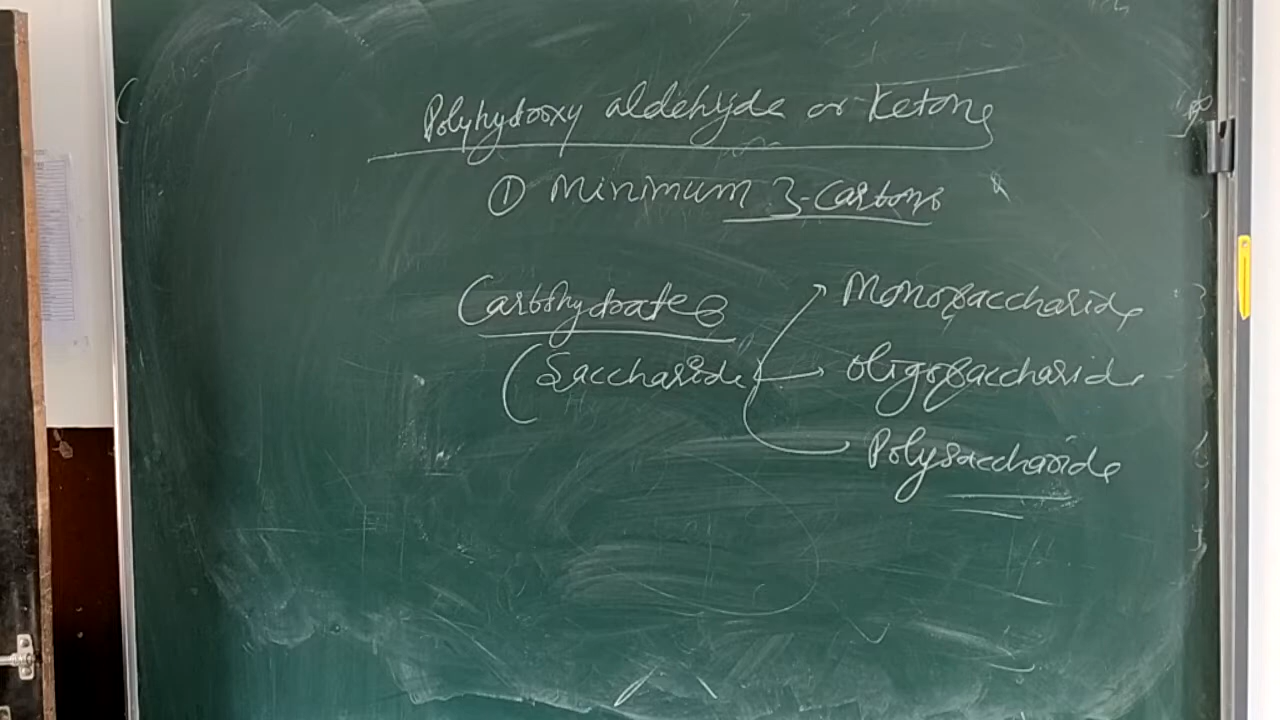 Polyhydroxy aldehyde or Ketone
① Minimum 3-Carbons
Carbohydrates
(Saccharide
Monosaccharide
oligosaccharide
Polysaccharide